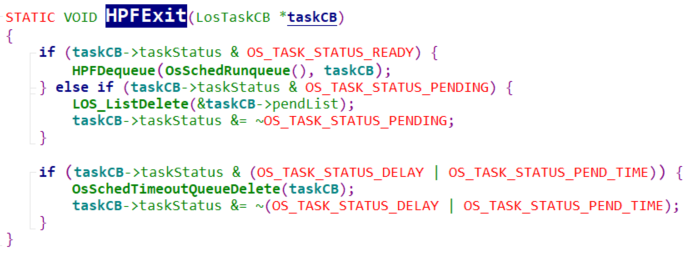 STATIC VOID HPFExit(LosTaskCB *taskCB)
{
    if (taskCB->taskStatus & OS_TASK_STATUS_READY) {
        HPFDequeue(OsSchedRunqueue(), taskCB);
    } else if (taskCB->taskStatus & OS_TASK_STATUS_PENDING) {
        LOS_ListDelete(&taskCB->pendList);
        taskCB->taskStatus &= ~OS_TASK_STATUS_PENDING;
    }

    if (taskCB->taskStatus & (OS_TASK_STATUS_DELAY | OS_TASK_STATUS_PEND_TIME)) {
        OsSchedTimeoutQueueDelete(taskCB);
        taskCB->taskStatus &= ~(OS_TASK_STATUS_DELAY | OS_TASK_STATUS_PEND_TIME);
    }
}